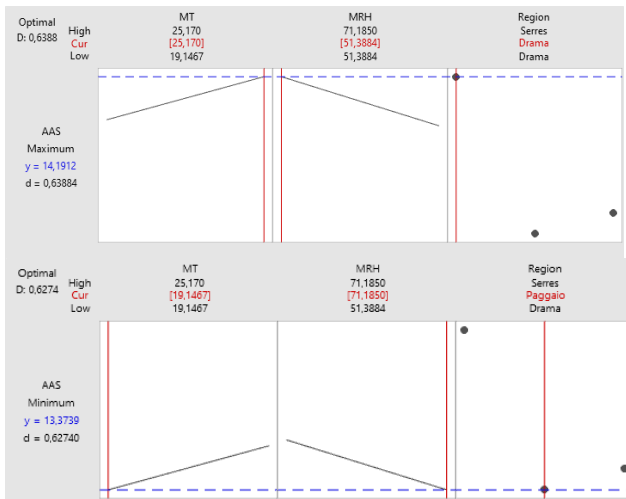 Optimal
D: 0,6388
MT MRH Region
High 25,170 71,1850 Serres
Cur [25,170] [51,3884] Drama
Low 19,1467 51,3884 Drama
AAS
Maximum
y = 14,1912
d = 0,63884
Optimal
D: 0,6274
MT MRH Region
High 25,170 71,1850 Serres
Cur [19,1467] [71,1850] Paggaio
Low 19,1467 51,3884 Drama
AAS
Minimum
y = 13,3739
d = 0,62740